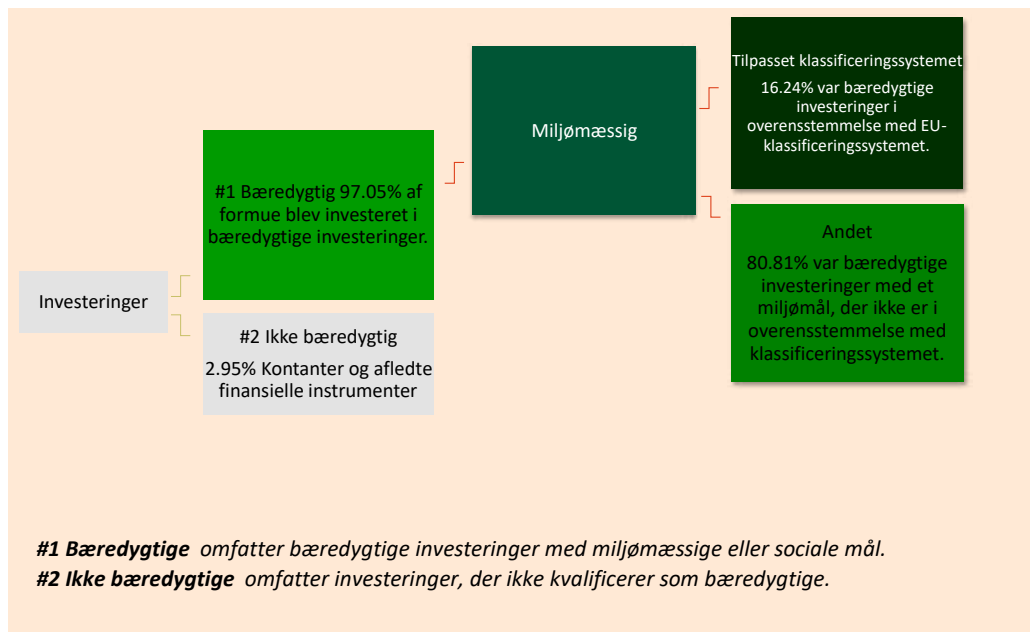 Investeringer
#1 Bæredygtig 97.05% af
formue blev investeret i
bæredygtige investeringer.
#2 Ikke bæredygtig
2.95% Kontanter og afledte
finansielle instrumenter
Miljømæssig
Tilpasset klassificeringssystemet
16.24% var bæredygtige
investeringer i
overensstemmelse med EU-
klassificeringssystemet.
Andet
80.81% var bæredygtige
investeringer med et
miljømål, der ikke er i
overensstemmelse med
klassificeringssystemet.
#1 Bæredygtige omfatter bæredygtige investeringer med miljømæssige eller sociale mål.
#2 Ikke bæredygtige omfatter investeringer, der ikke kvalificerer som bæredygtige.